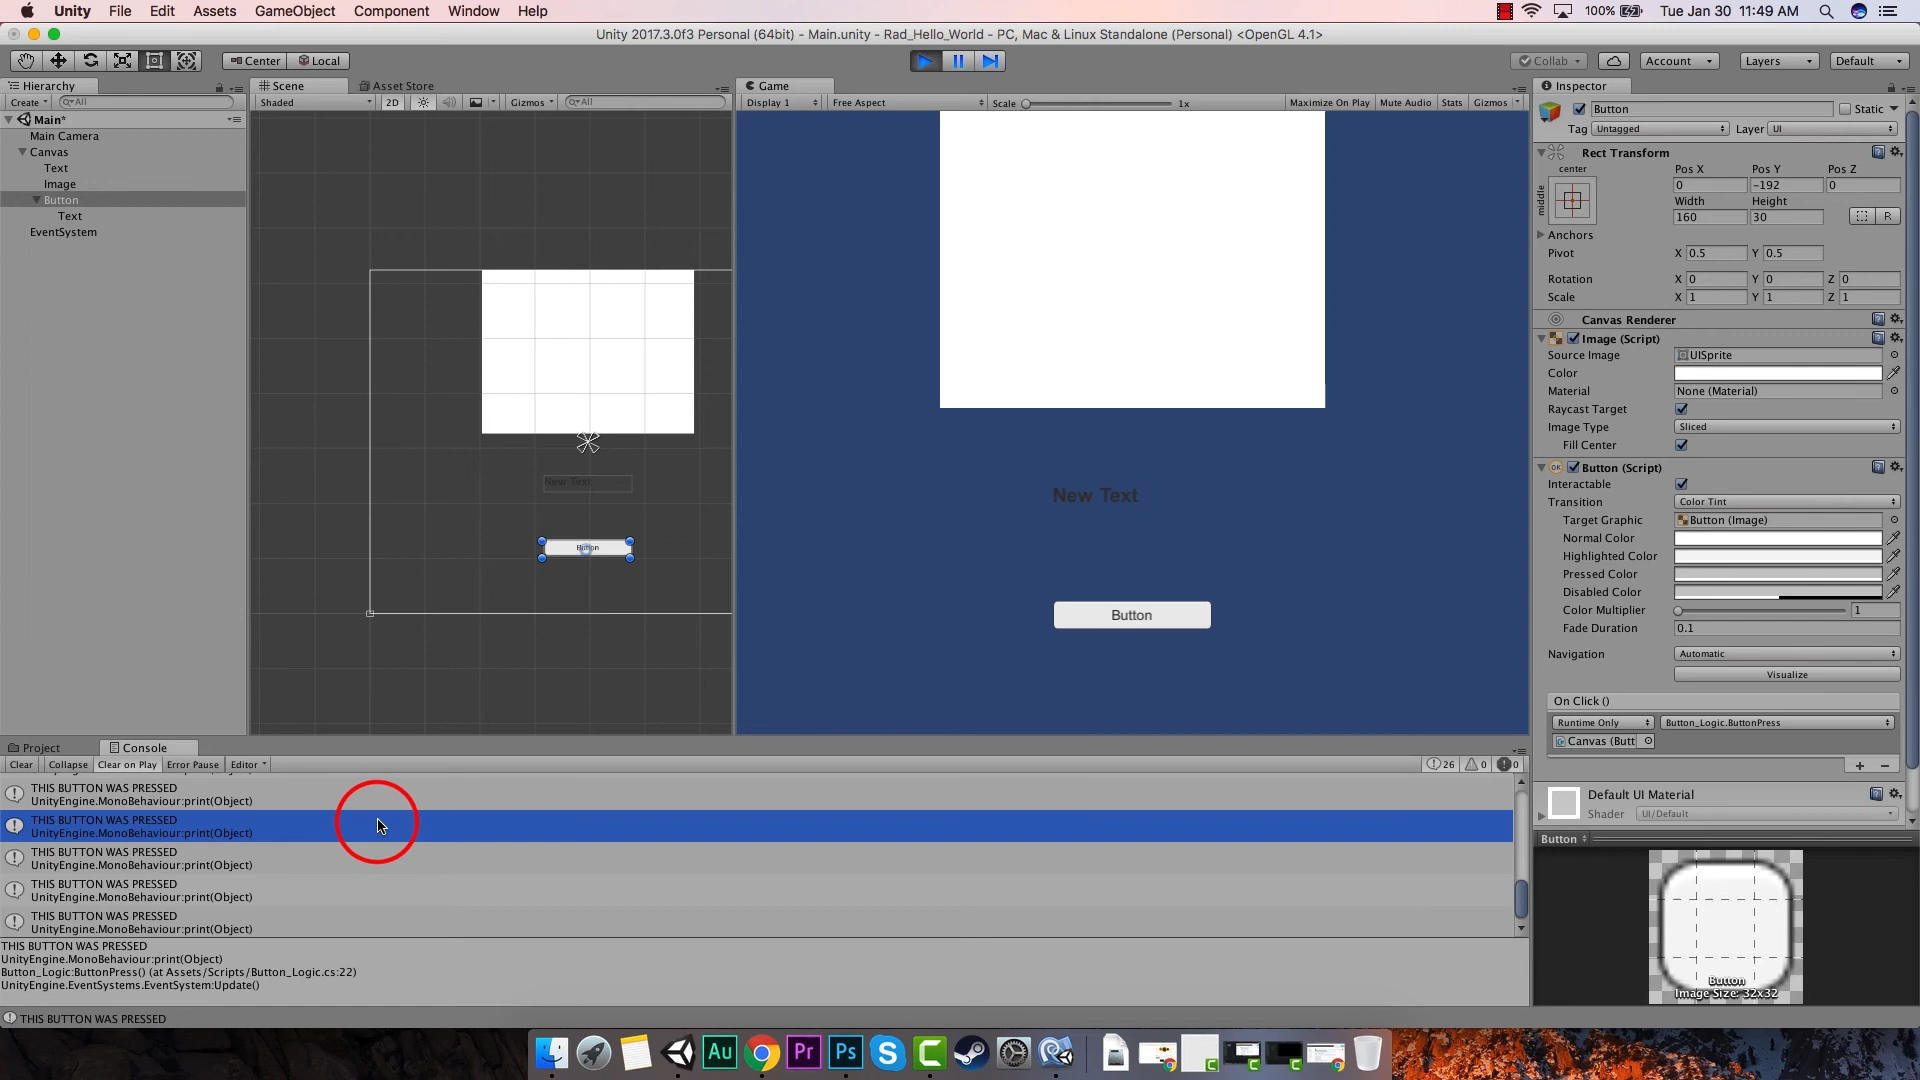 Unity File Edit Assets GameObject Component Window Help 100% Tue Jan 30 11:49 AM
Unity 2017.3.0f3 Personal (64bit) - Main.unity - Rad_Hello_World - PC, Mac & Linux Standalone (Personal) <OpenGL 4.1>
Center Local Collab Account Layers Default
Hierarchy Scene Asset Store Game Inspector
Create All Shaded 2D Gizmos All Display 1 Free Aspect Scale 1x Maximize On Play Mute Audio Stats Gizmos
Button Static
Main*
Tag Untagged Layer UI
Main Camera
Canvas
Text
Image
Button
Text
EventSystem
Rect Transform
center
middle
Pos X Pos Y Pos Z
0 -192 0
Width Height
160 30 R
Anchors
Pivot X 0.5 Y 0.5
Rotation X 0 Y 0 Z 0
Scale X 1 Y 1 Z 1
Canvas Renderer
Image (Script)
Source Image UISprite
Color
Material None (Material)
Raycast Target
Image Type Sliced
Fill Center
Button (Script)
Interactable
Transition Color Tint
Target Graphic Button (Image)
Normal Color
Highlighted Color
Pressed Color
Disabled Color
Color Multiplier 1
Fade Duration 0.1
Navigation Automatic
Visualize
On Click ()
Runtime Only Button_Logic.ButtonPress
Canvas (Butt
New Text
Button
New Text
Button
Default UI Material
Shader UI/Default
Button
Button
Image Size: 32x32
Project Console
Clear Collapse Clear on Play Error Pause Editor 26 0 0
THIS BUTTON WAS PRESSED
UnityEngine.MonoBehaviour:print(Object)
THIS BUTTON WAS PRESSED
UnityEngine.MonoBehaviour:print(Object)
THIS BUTTON WAS PRESSED
UnityEngine.MonoBehaviour:print(Object)
THIS BUTTON WAS PRESSED
UnityEngine.MonoBehaviour:print(Object)
THIS BUTTON WAS PRESSED
UnityEngine.MonoBehaviour:print(Object)
THIS BUTTON WAS PRESSED
UnityEngine.MonoBehaviour:print(Object)
Button_Logic:ButtonPress() (at Assets/Scripts/Button_Logic.cs:22)
UnityEngine.EventSystems.EventSystem:Update()
THIS BUTTON WAS PRESSED
Au Pr Ps S C